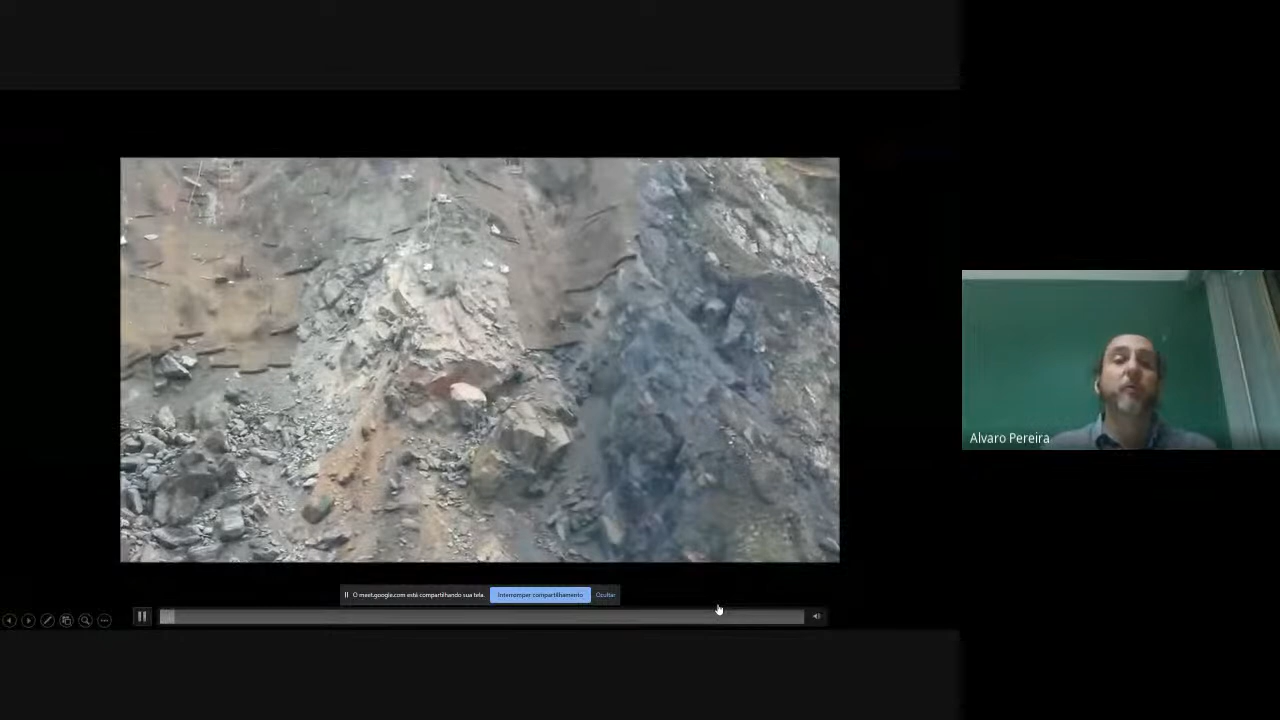 O meet.google.com está compartilhando sua tela.
Interromper compartilhamento
Ocultar
Alvaro Pereira